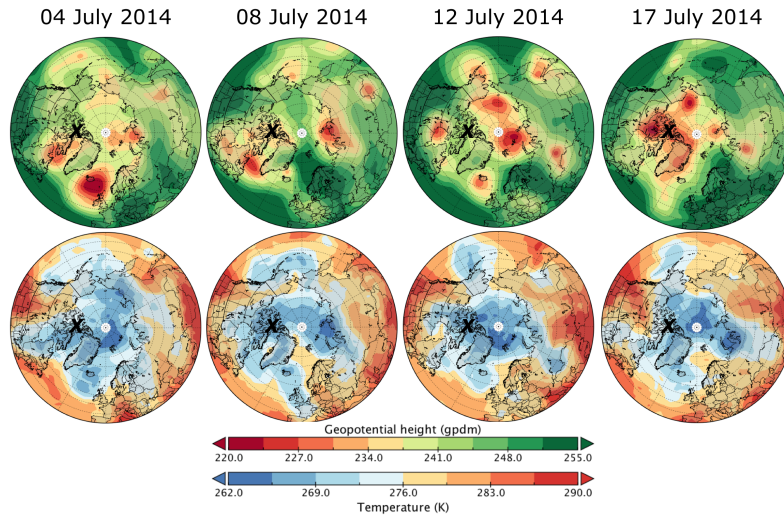 04 July 2014 08 July 2014 12 July 2014 17 July 2014
X X X X
X X X X
Geopotential height (gpdm)
220.0 227.0 234.0 241.0 248.0 255.0
262.0 269.0 276.0 283.0 290.0
Temperature (K)